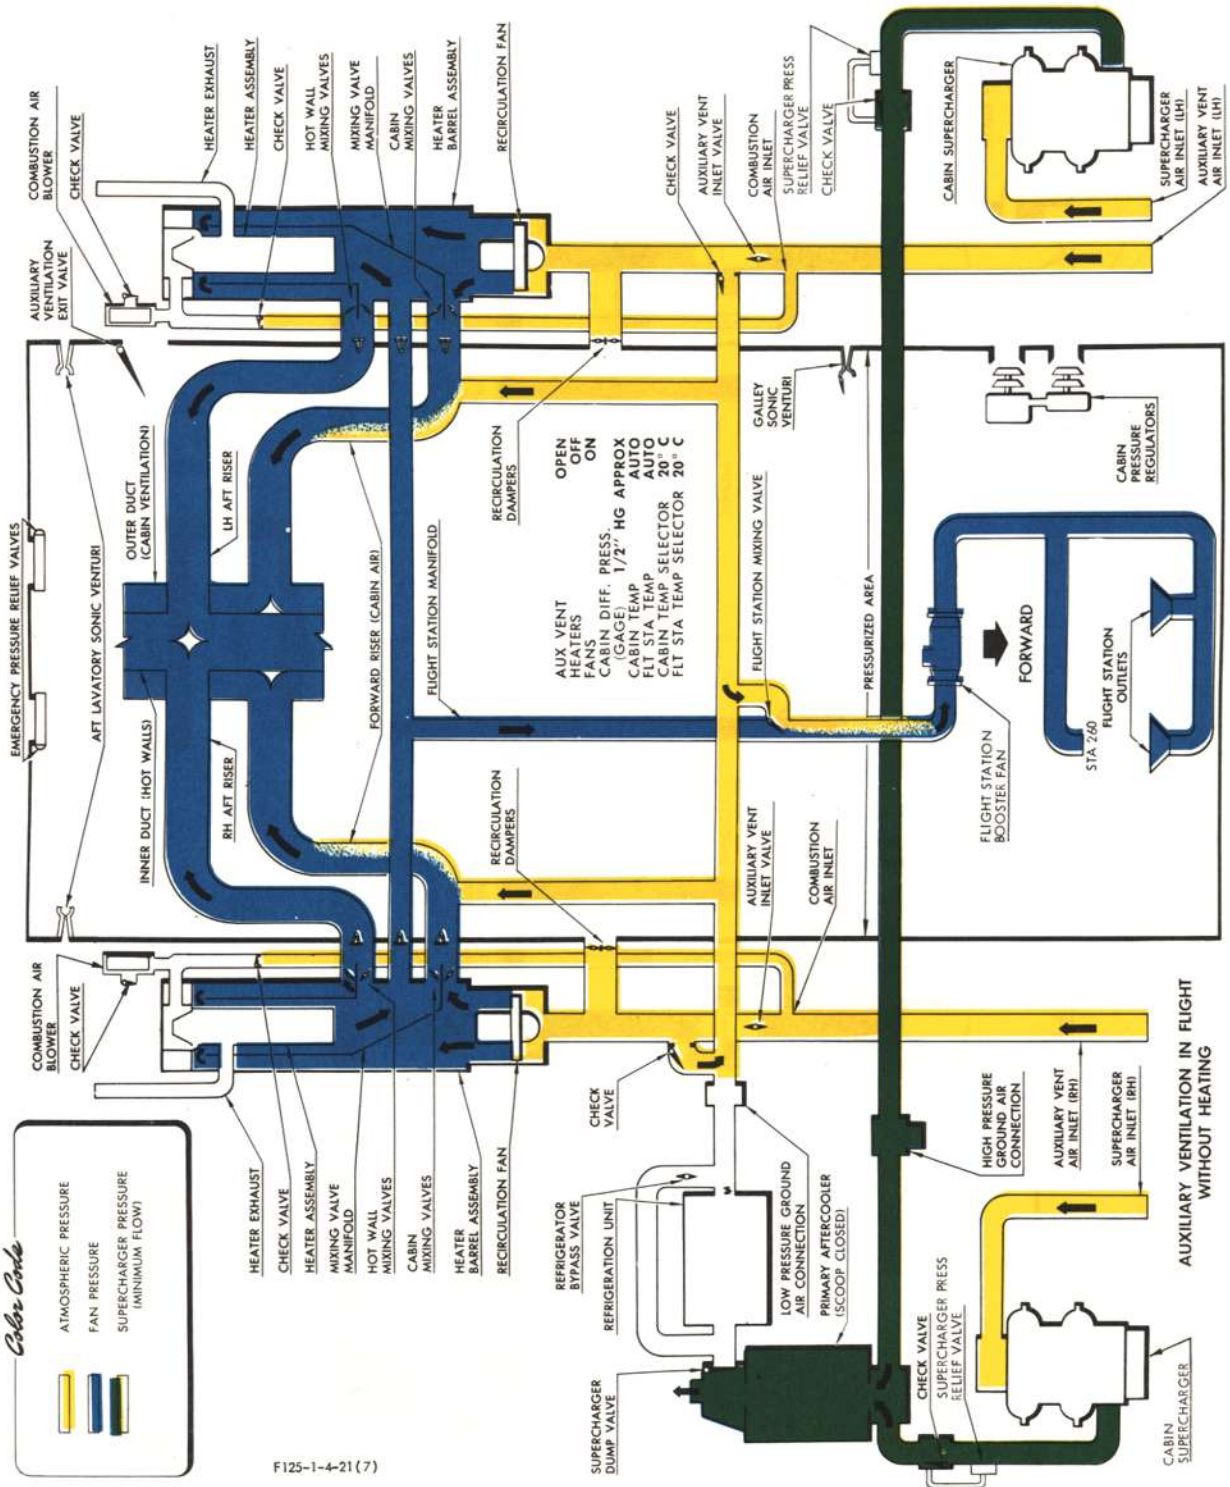 Color Code
ATMOSPHERIC PRESSURE
FAN PRESSURE
SUPERCHARGER PRESSURE
(MINIMUM FLOW)
F125-1-4-21(7)
COMBUSTION AIR
BLOWER
CHECK VALVE
HEATER EXHAUST
CHECK VALVE
HEATER ASSEMBLY
MIXING VALVE
MANIFOLD
HOT WALL
MIXING VALVES
CABIN
MIXING VALVES
HEATER
BARREL ASSEMBLY
RECIRCULATION FAN
CHECK
VALVE
REFRIGERATOR
BYPASS VALVE
REFRIGERATION UNIT
LOW PRESSURE GROUND
AIR CONNECTION
PRIMARY AFTERCOOLER
(SCOOP CLOSED)
SUPERCHARGER
DUMP VALVE
CHECK VALVE
SUPERCHARGER PRESS
RELIEF VALVE
CABIN
SUPERCHARGER
HIGH PRESSURE
GROUND AIR
CONNECTION
AUXILIARY VENT
AIR INLET (RH)
SUPERCHARGER
AIR INLET (RH)
AUXILIARY VENT
INLET VALVE
COMBUSTION
AIR INLET
RECIRCULATION
DAMPERS
EMERGENCY PRESSURE RELIEF VALVES
AFT LAVATORY SONIC VENTURI
INNER DUCT (HOT WALLS)
OUTER DUCT
(CABIN VENTILATION)
RH AFT RISER
LH AFT RISER
FORWARD RISER (CABIN AIR)
FLIGHT STATION MANIFOLD
RECIRCULATION
DAMPERS
AUX VENT OPEN
HEATERS OFF
FANS ON
CABIN DIFF. PRESS.
(GAGE) 1/2" HG APPROX
CABIN TEMP AUTO
FLT STA TEMP AUTO
CABIN TEMP SELECTOR 20° C
FLT STA TEMP SELECTOR 20° C
FLIGHT STATION MIXING VALVE
PRESSURIZED AREA
FLIGHT STATION
BOOSTER FAN
FORWARD
STA 260
FLIGHT STATION
OUTLETS
GALLEY
SONIC
VENTURI
CABIN
PRESSURE
REGULATORS
AUXILIARY
VENTILATION
EXIT VALVE
COMBUSTION AIR
BLOWER
CHECK VALVE
HEATER EXHAUST
HEATER ASSEMBLY
CHECK VALVE
HOT WALL
MIXING VALVES
MIXING VALVE
MANIFOLD
CABIN
MIXING VALVES
HEATER
BARREL ASSEMBLY
RECIRCULATION FAN
CHECK VALVE
AUXILIARY VENT
INLET VALVE
COMBUSTION
AIR INLET
SUPERCHARGER PRESS
RELIEF VALVE
CHECK VALVE
CABIN SUPERCHARGER
SUPERCHARGER
AIR INLET (LH)
AUXILIARY VENT
AIR INLET (LH)
AUXILIARY VENTILATION IN FLIGHT
WITHOUT HEATING